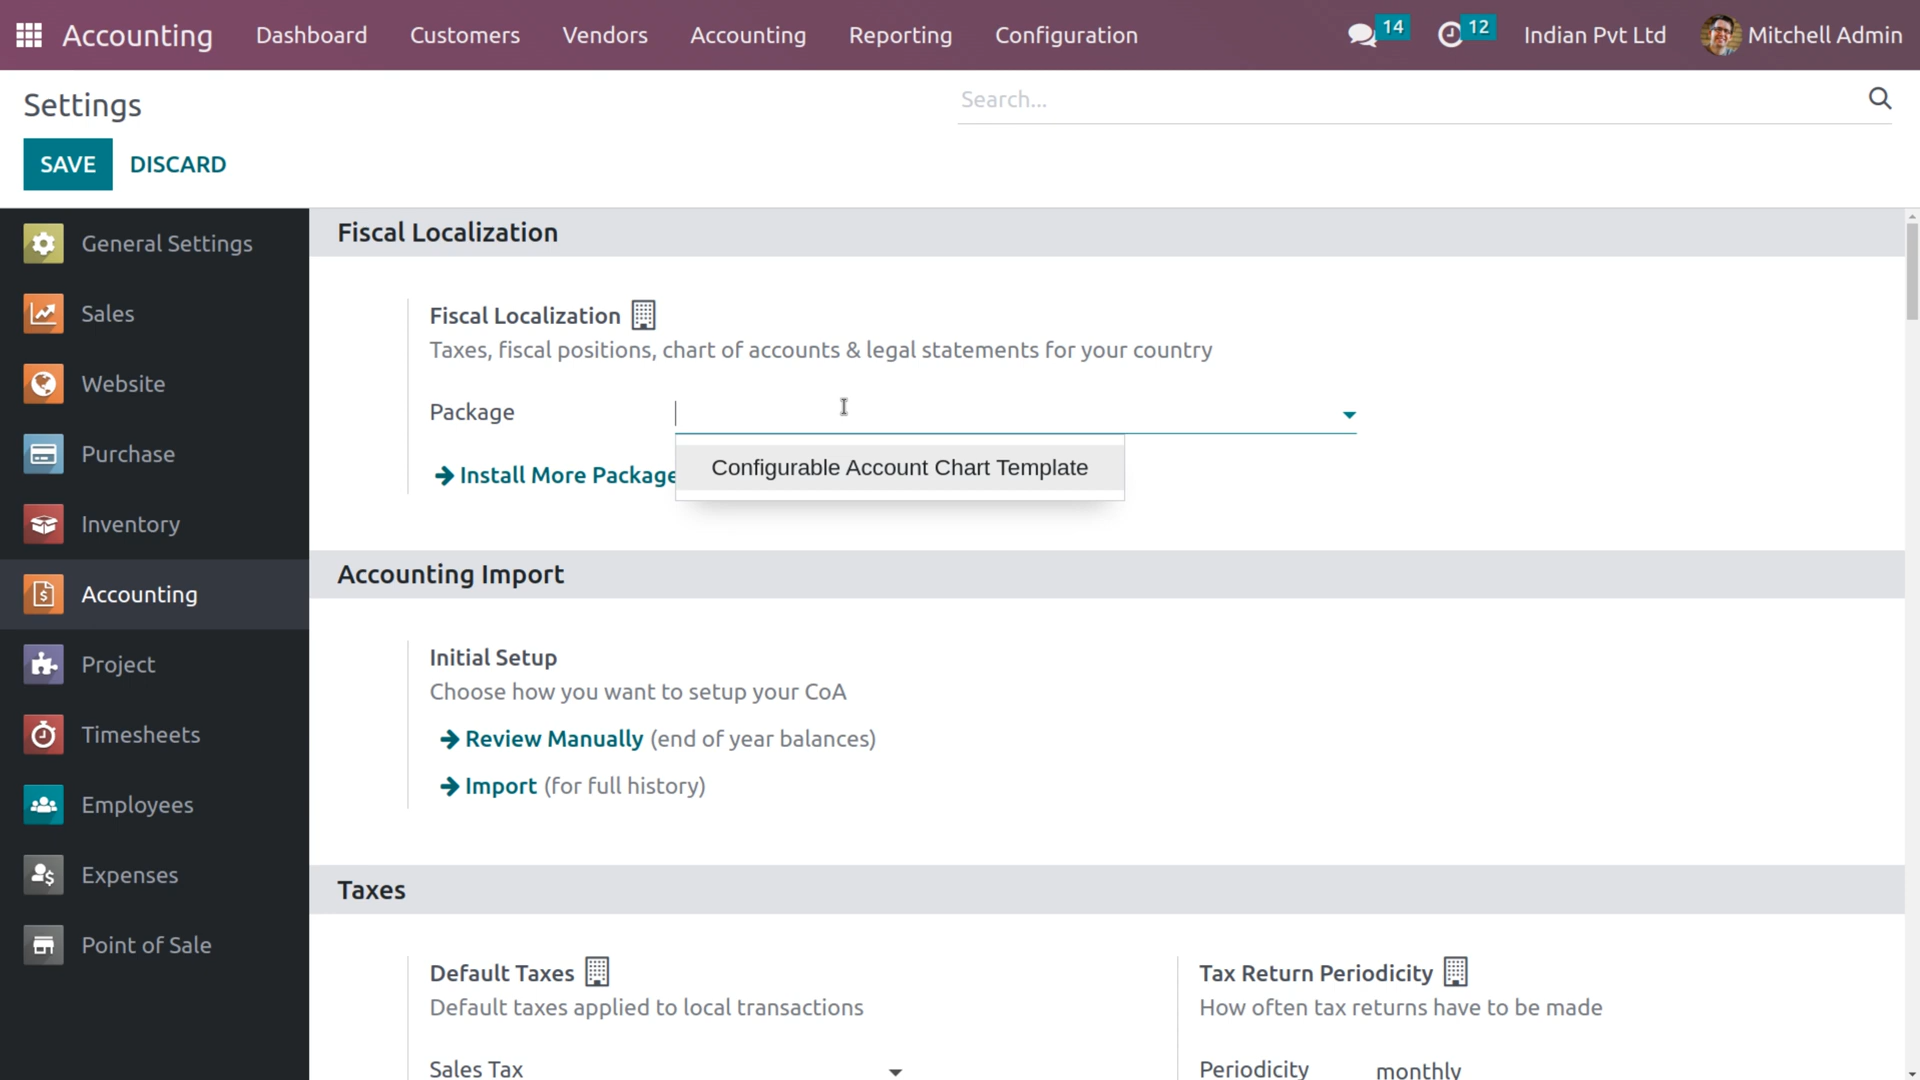 Accounting Dashboard Customers Vendors Accounting Reporting Configuration 14 12 Indian Pvt Ltd Mitchell Admin
Settings
Search...
SAVE DISCARD
General Settings
Sales
Website
Purchase
Inventory
Accounting
Project
Timesheets
Employees
Expenses
Point of Sale
Fiscal Localization
Fiscal Localization
Taxes, fiscal positions, chart of accounts & legal statements for your country
Package
Configurable Account Chart Template
Install More Package
Accounting Import
Initial Setup
Choose how you want to setup your CoA
Review Manually (end of year balances)
Import (for full history)
Taxes
Default Taxes
Default taxes applied to local transactions
Sales Tax
Tax Return Periodicity
How often tax returns have to be made
Periodicity monthly